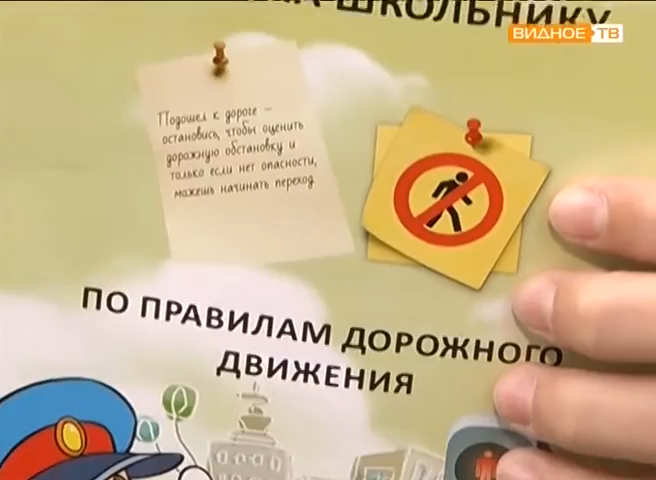 ШКОЛЬНИКУ
ВИДНОЕ ТВ
Подошел к дороге –
остановись, чтобы оценить
дорожную обстановку и
только если нет опасности,
можешь начинать переход.
ПО ПРАВИЛАМ ДОРОЖНОГО
ДВИЖЕНИЯ